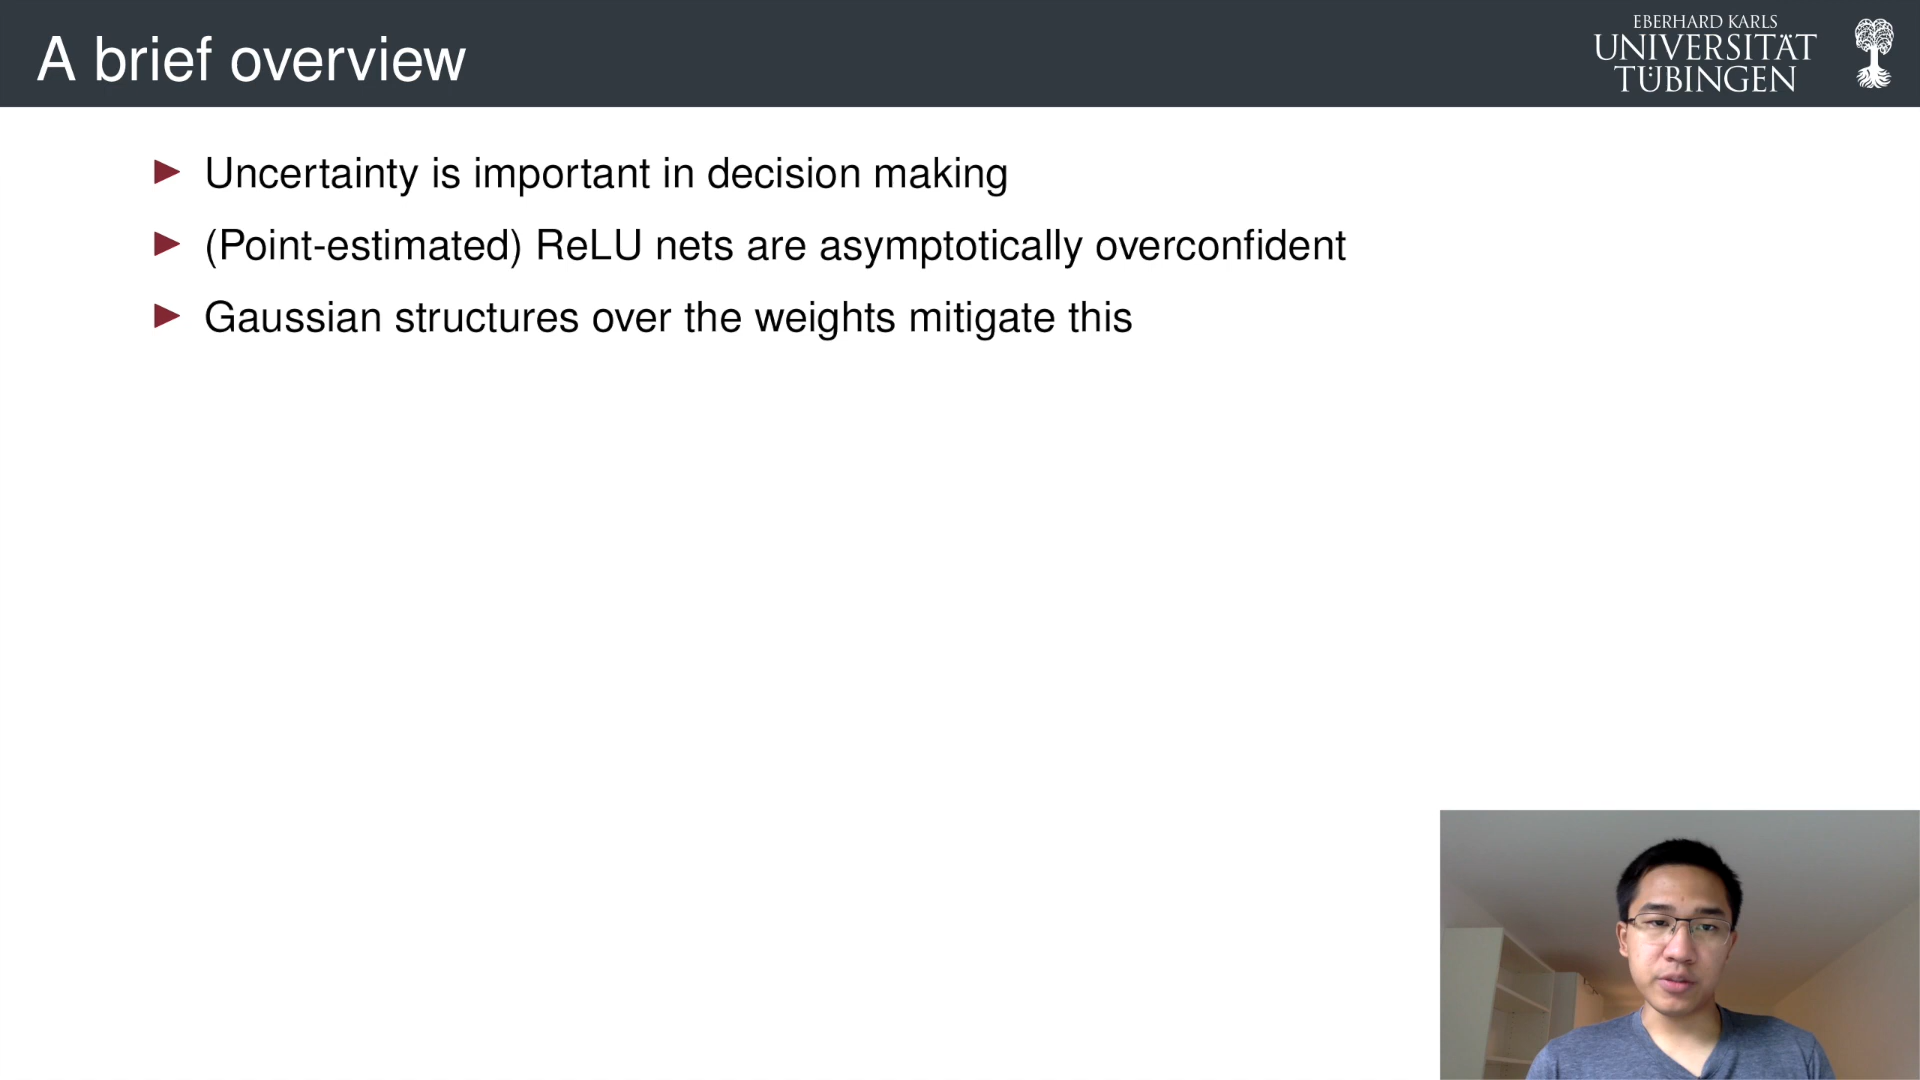 A brief overview
EBERHARD KARLS
UNIVERSITÄT
TÜBINGEN
Uncertainty is important in decision making
(Point-estimated) ReLU nets are asymptotically overconfident
Gaussian structures over the weights mitigate this